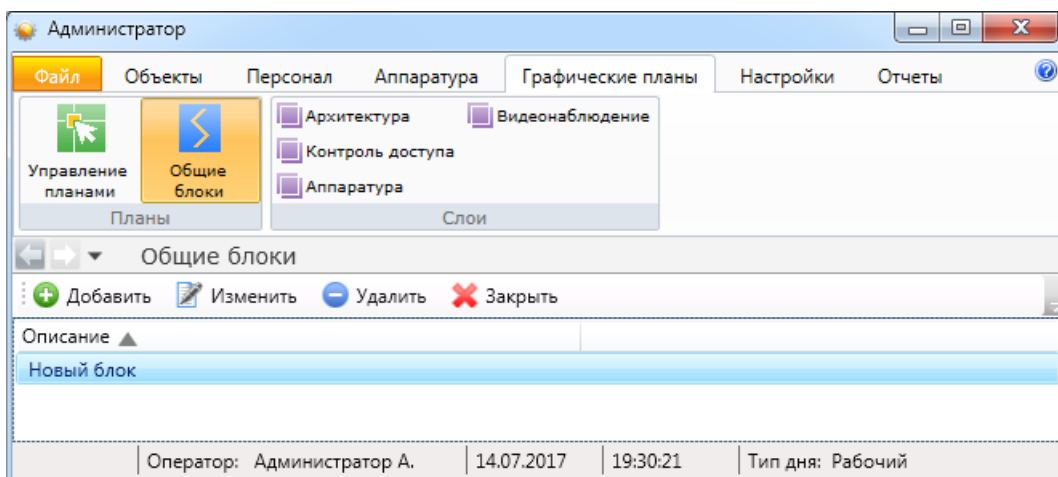 Администратор
Файл Объекты Персонал Аппаратура Графические планы Настройки Отчеты
Управление планами
Общие блоки
Планы
Архитектура
Видеонаблюдение
Контроль доступа
Аппаратура
Слои
Общие блоки
Добавить Изменить Удалить Закрыть
Описание
Новый блок
Оператор: Администратор А. 14.07.2017 19:30:21 Тип дня: Рабочий